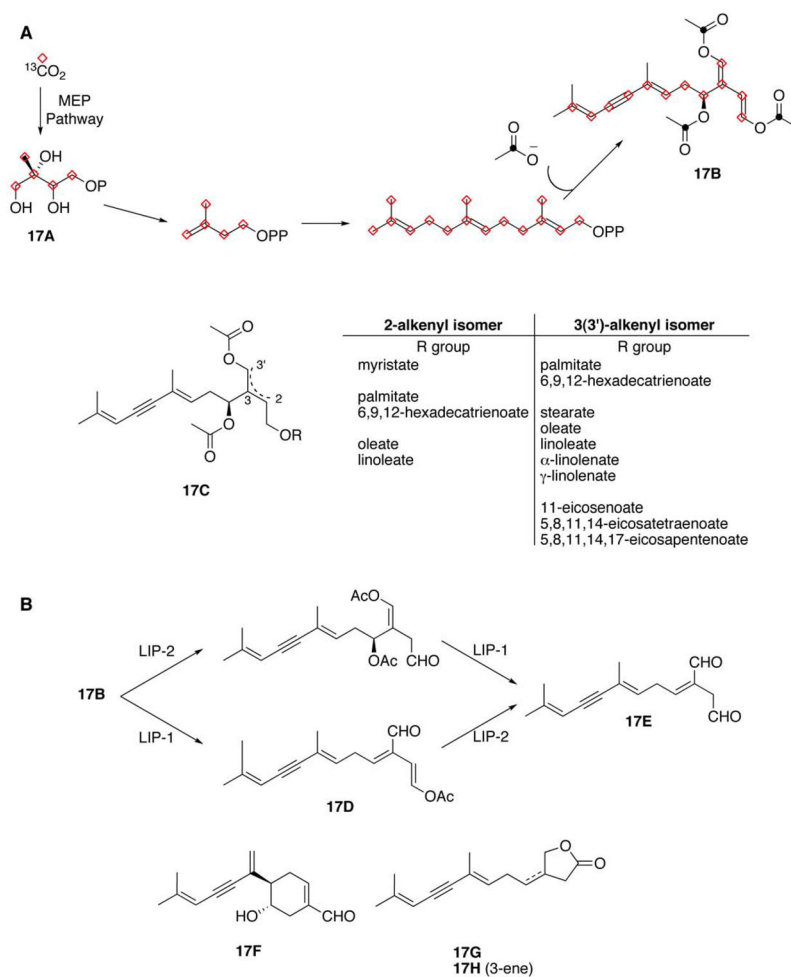 A
13CO2
MEP
Pathway
OH
OP
OH OH
17A
OPP
OPP
O
O−
O
O
O
O
O
O
17B
O
O
3'
3
2
O
OR
O
17C
2-alkenyl isomer 3(3')-alkenyl isomer
R group R group
myristate palmitate
6,9,12-hexadecatrienoate
palmitate
6,9,12-hexadecatrienoate stearate
oleate
oleate linoleate
linoleate α-linolenate
γ-linolenate
11-eicosenoate
5,8,11,14-eicosatetraenoate
5,8,11,14,17-eicosapentenoate
B
17B
LIP-2
LIP-1
AcO
OAc CHO
CHO
OAc
17D
LIP-1
LIP-2
CHO
CHO
17E
HO
CHO
17F
O
O
17G
17H (3-ene)